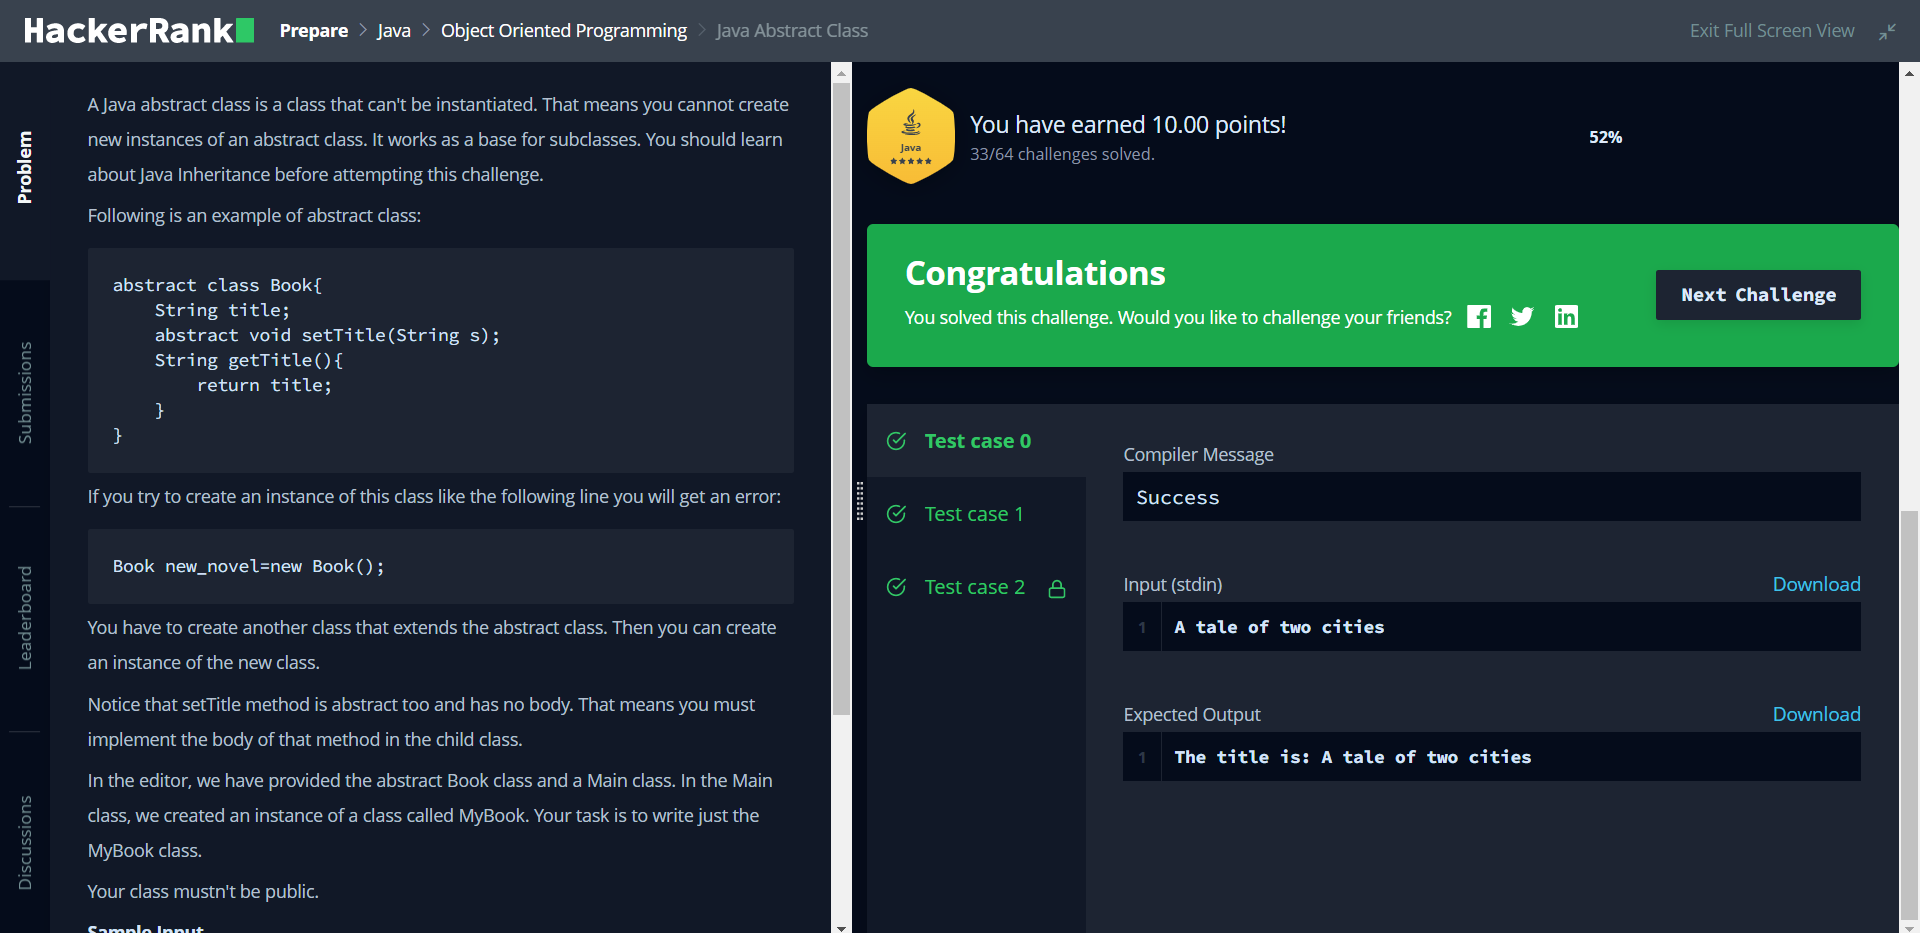 HackerRank Prepare > Java > Object Oriented Programming > Java Abstract Class Exit Full Screen View
Problem
Submissions
Leaderboard
Discussions
A Java abstract class is a class that can't be instantiated. That means you cannot create
new instances of an abstract class. It works as a base for subclasses. You should learn
about Java Inheritance before attempting this challenge.
Following is an example of abstract class:
abstract class Book{
    String title;
    abstract void setTitle(String s);
    String getTitle(){
        return title;
    }
}
If you try to create an instance of this class like the following line you will get an error:
Book new_novel=new Book();
You have to create another class that extends the abstract class. Then you can create
an instance of the new class.
Notice that setTitle method is abstract too and has no body. That means you must
implement the body of that method in the child class.
In the editor, we have provided the abstract Book class and a Main class. In the Main
class, we created an instance of a class called MyBook. Your task is to write just the
MyBook class.
Your class mustn't be public.
Sample Input
Java
You have earned 10.00 points!
33/64 challenges solved.
52%
Congratulations
You solved this challenge. Would you like to challenge your friends?
Next Challenge
Test case 0
Test case 1
Test case 2
Compiler Message
Success
Input (stdin) Download
1 A tale of two cities
Expected Output Download
1 The title is: A tale of two cities